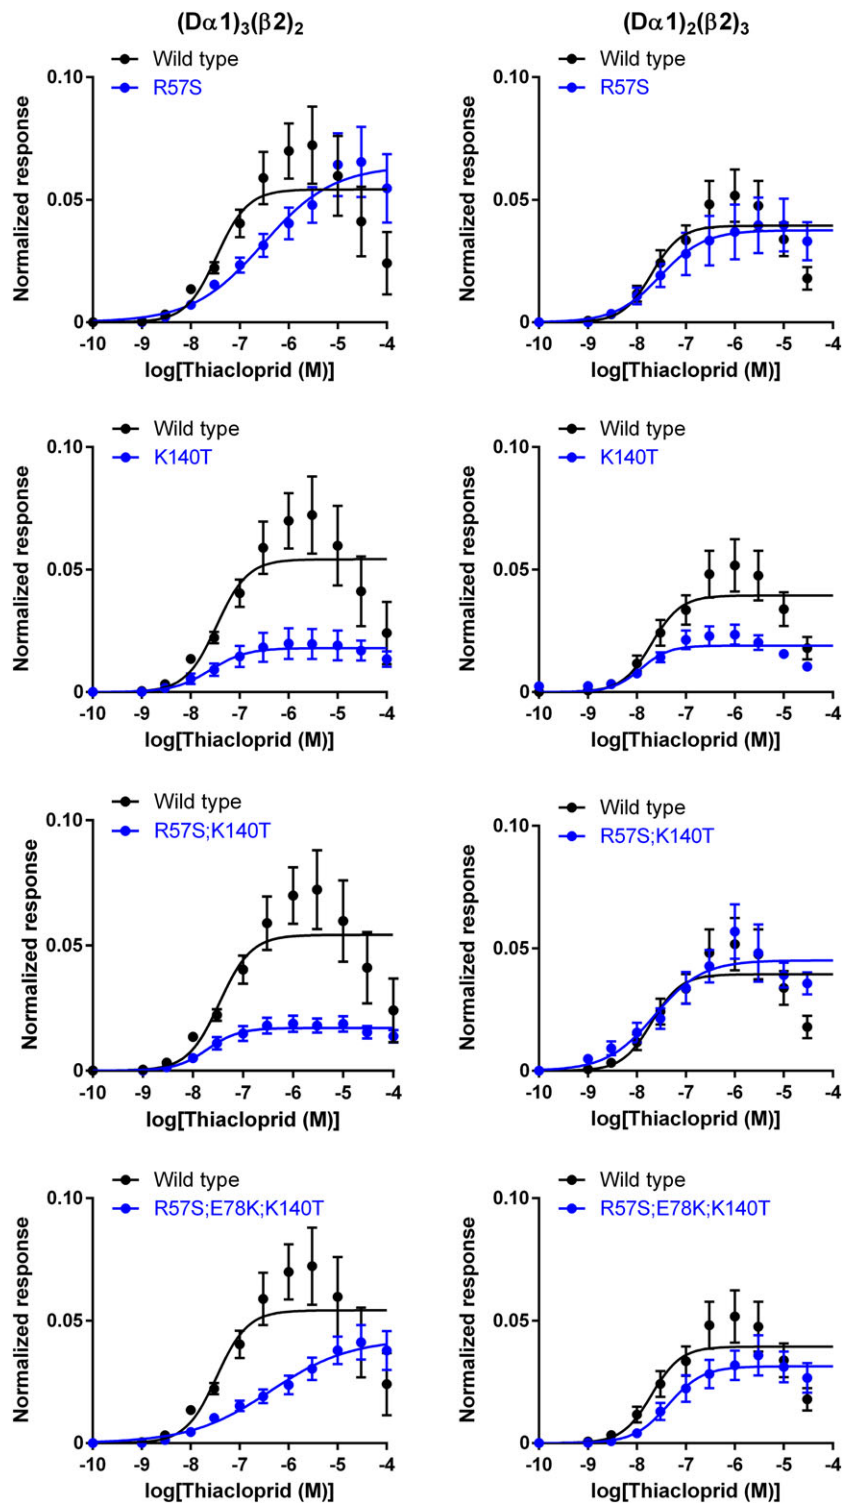 (Dα1)₃(β2)₂
(Dα1)₂(β2)₃
Wild type
R57S
Normalized response
0.10
0.05
0
-10 -9 -8 -7 -6 -5 -4
log[Thiacloprid (M)]
Wild type
R57S
Normalized response
0.10
0.05
0
-10 -9 -8 -7 -6 -5 -4
log[Thiacloprid (M)]
Wild type
K140T
Normalized response
0.10
0.05
0
-10 -9 -8 -7 -6 -5 -4
log[Thiacloprid (M)]
Wild type
K140T
Normalized response
0.10
0.05
0
-10 -9 -8 -7 -6 -5 -4
log[Thiacloprid (M)]
Wild type
R57S;K140T
Normalized response
0.10
0.05
0
-10 -9 -8 -7 -6 -5 -4
log[Thiacloprid (M)]
Wild type
R57S;K140T
Normalized response
0.10
0.05
0
-10 -9 -8 -7 -6 -5 -4
log[Thiacloprid (M)]
Wild type
R57S;E78K;K140T
Normalized response
0.10
0.05
0
-10 -9 -8 -7 -6 -5 -4
log[Thiacloprid (M)]
Wild type
R57S;E78K;K140T
Normalized response
0.10
0.05
0
-10 -9 -8 -7 -6 -5 -4
log[Thiacloprid (M)]